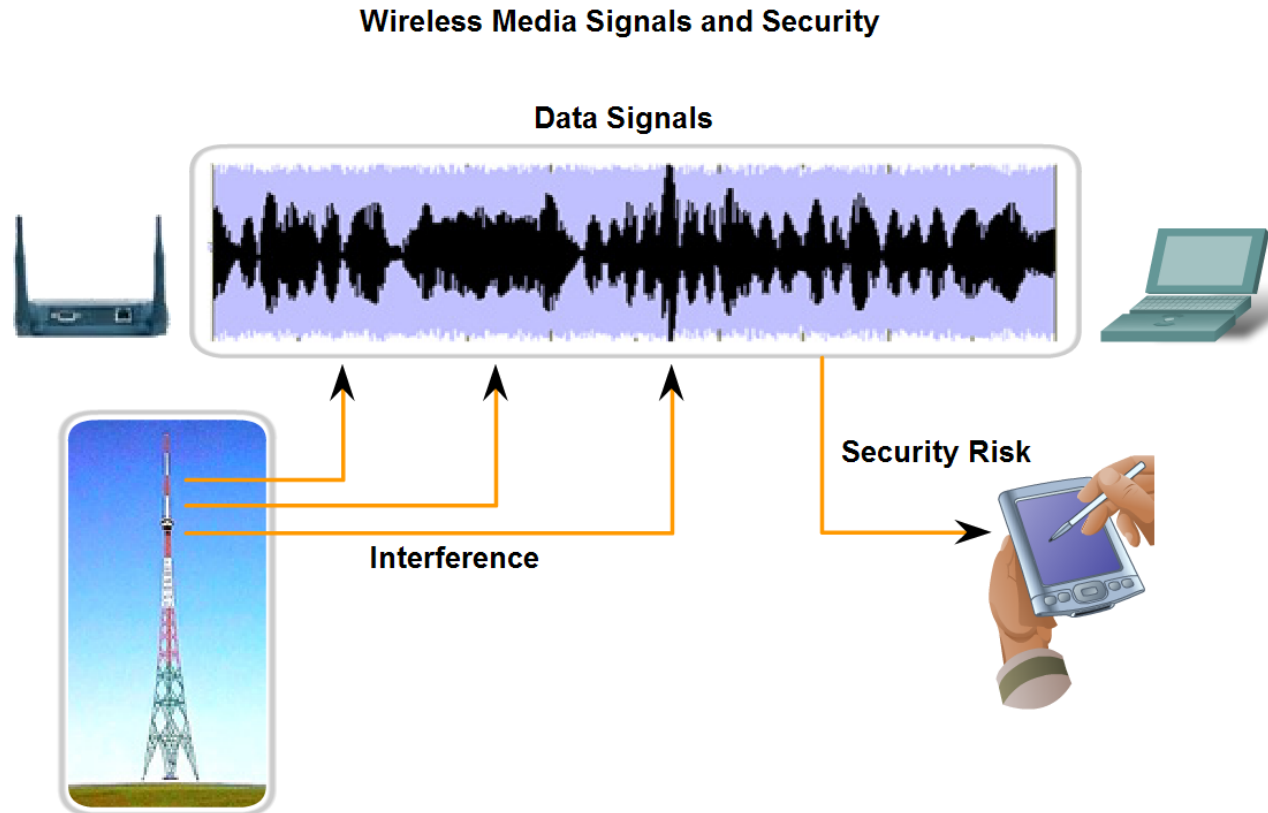 Wireless Media Signals and Security
Data Signals
Security Risk
Interference